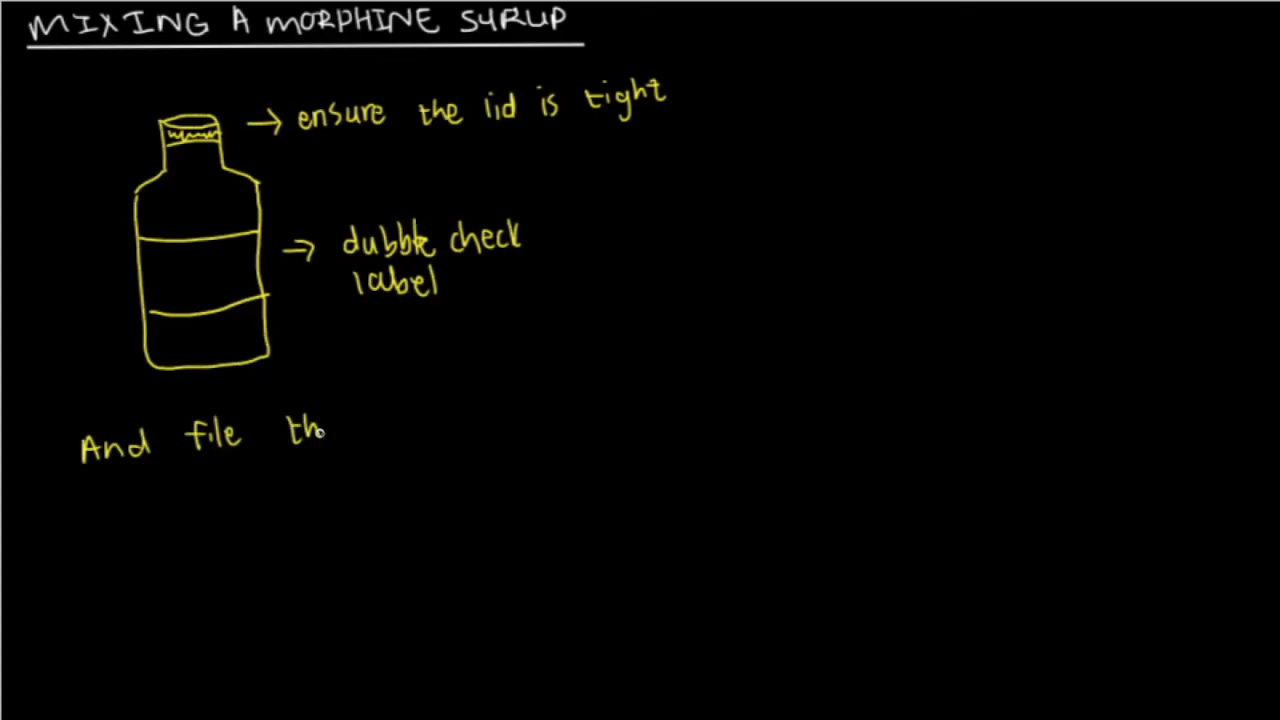 MIXING A MORPHINE SYRUP
→ ensure the lid is tight
→ dubble check
label
And file th